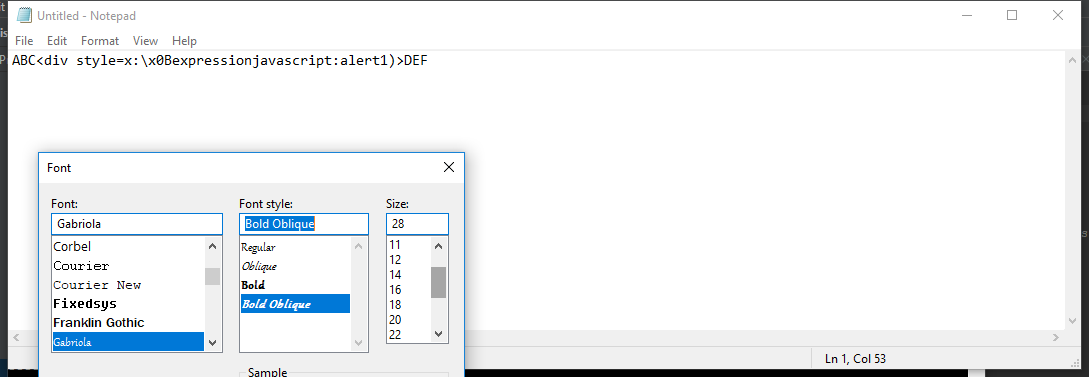 Untitled - Notepad
File Edit Format View Help
ABC<div style=x:\x0Bexpressionjavascript:alert1)>DEF
Font
Font: Font style: Size:
Gabriola Bold Oblique 28
Corbel Regular 11
Courier Oblique 12
Courier New Bold 14
Fixedsys Bold Oblique 16
Franklin Gothic 18
Gabriola 20
22
Ln 1, Col 53
Sample